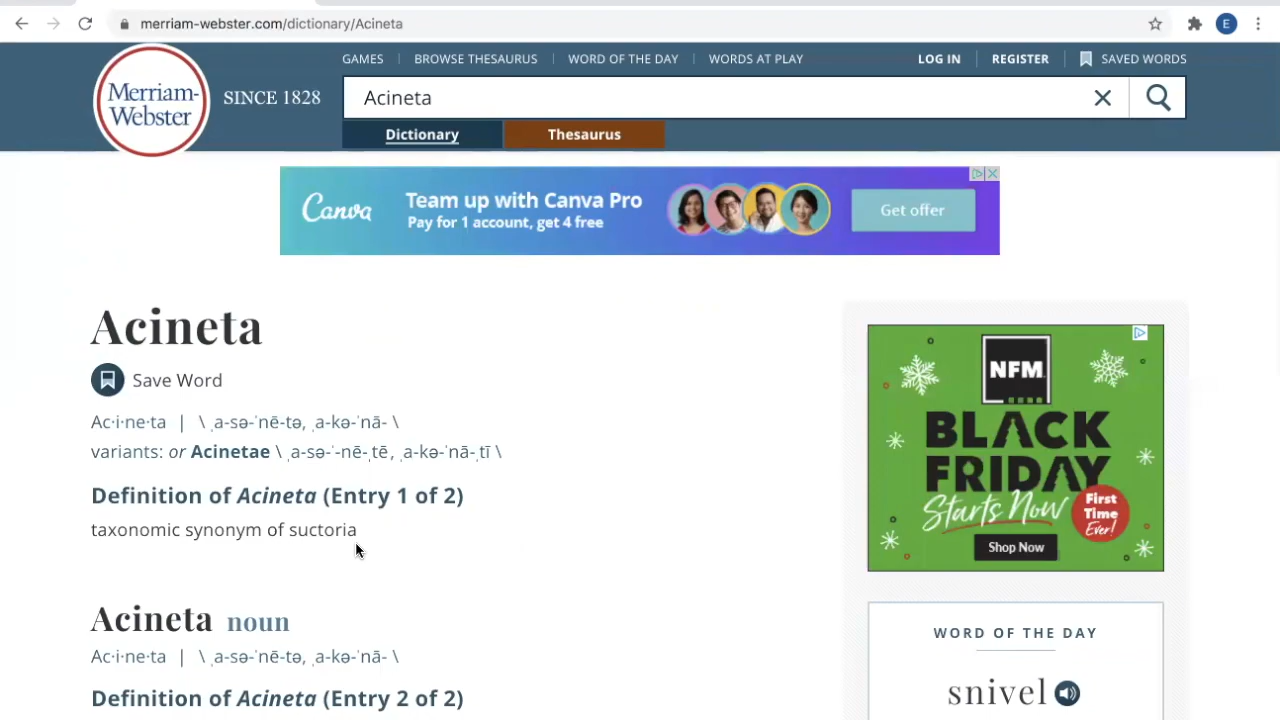 merriam-webster.com/dictionary/Acineta
E
GAMES
BROWSE THESAURUS
WORD OF THE DAY
WORDS AT PLAY
LOG IN
REGISTER
SAVED WORDS
Merriam-
Webster
SINCE 1828
Acineta
Dictionary
Thesaurus
Canva
Team up with Canva Pro
Pay for 1 account, get 4 free
Get offer
Acineta
Save Word
Ac·i·ne·ta | \ ˌa-sə-ˈnē-tə, ˌa-kə-ˈnā- \
variants: or Acinetae \ ˌa-sə-ˈ-nē-ˌtē, ˌa-kə-ˈnā-ˌtī \
Definition of Acineta (Entry 1 of 2)
taxonomic synonym of suctoria
Acineta noun
Ac·i·ne·ta | \ ˌa-sə-ˈnē-tə, ˌa-kə-ˈnā- \
Definition of Acineta (Entry 2 of 2)
NFM
BLACK
FRIDAY
Starts Now
First
Time
Ever!
Shop Now
WORD OF THE DAY
snivel